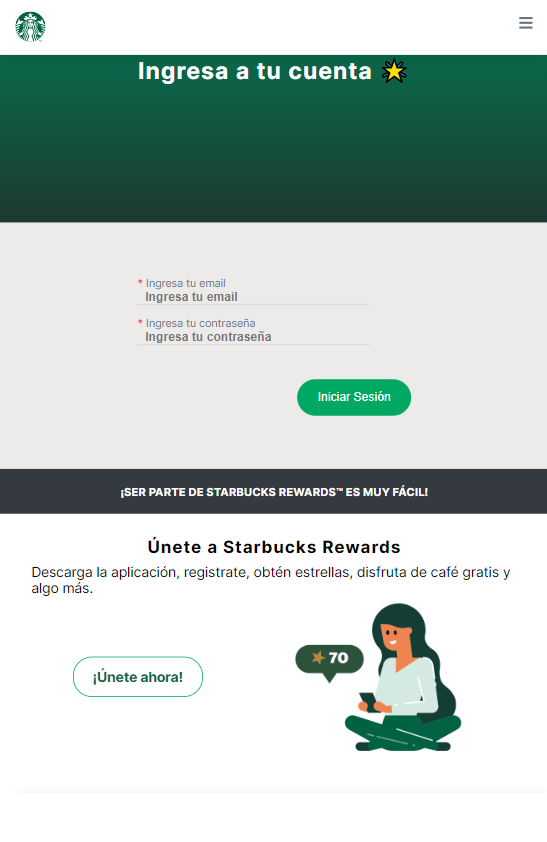 Ingresa a tu cuenta
* Ingresa tu email
Ingresa tu email
* Ingresa tu contraseña
Ingresa tu contraseña
Iniciar Sesión
¡SER PARTE DE STARBUCKS REWARDS™ ES MUY FÁCIL!
Únete a Starbucks Rewards
Descarga la aplicación, registrate, obtén estrellas, disfruta de café gratis y
algo más.
70
¡Únete ahora!